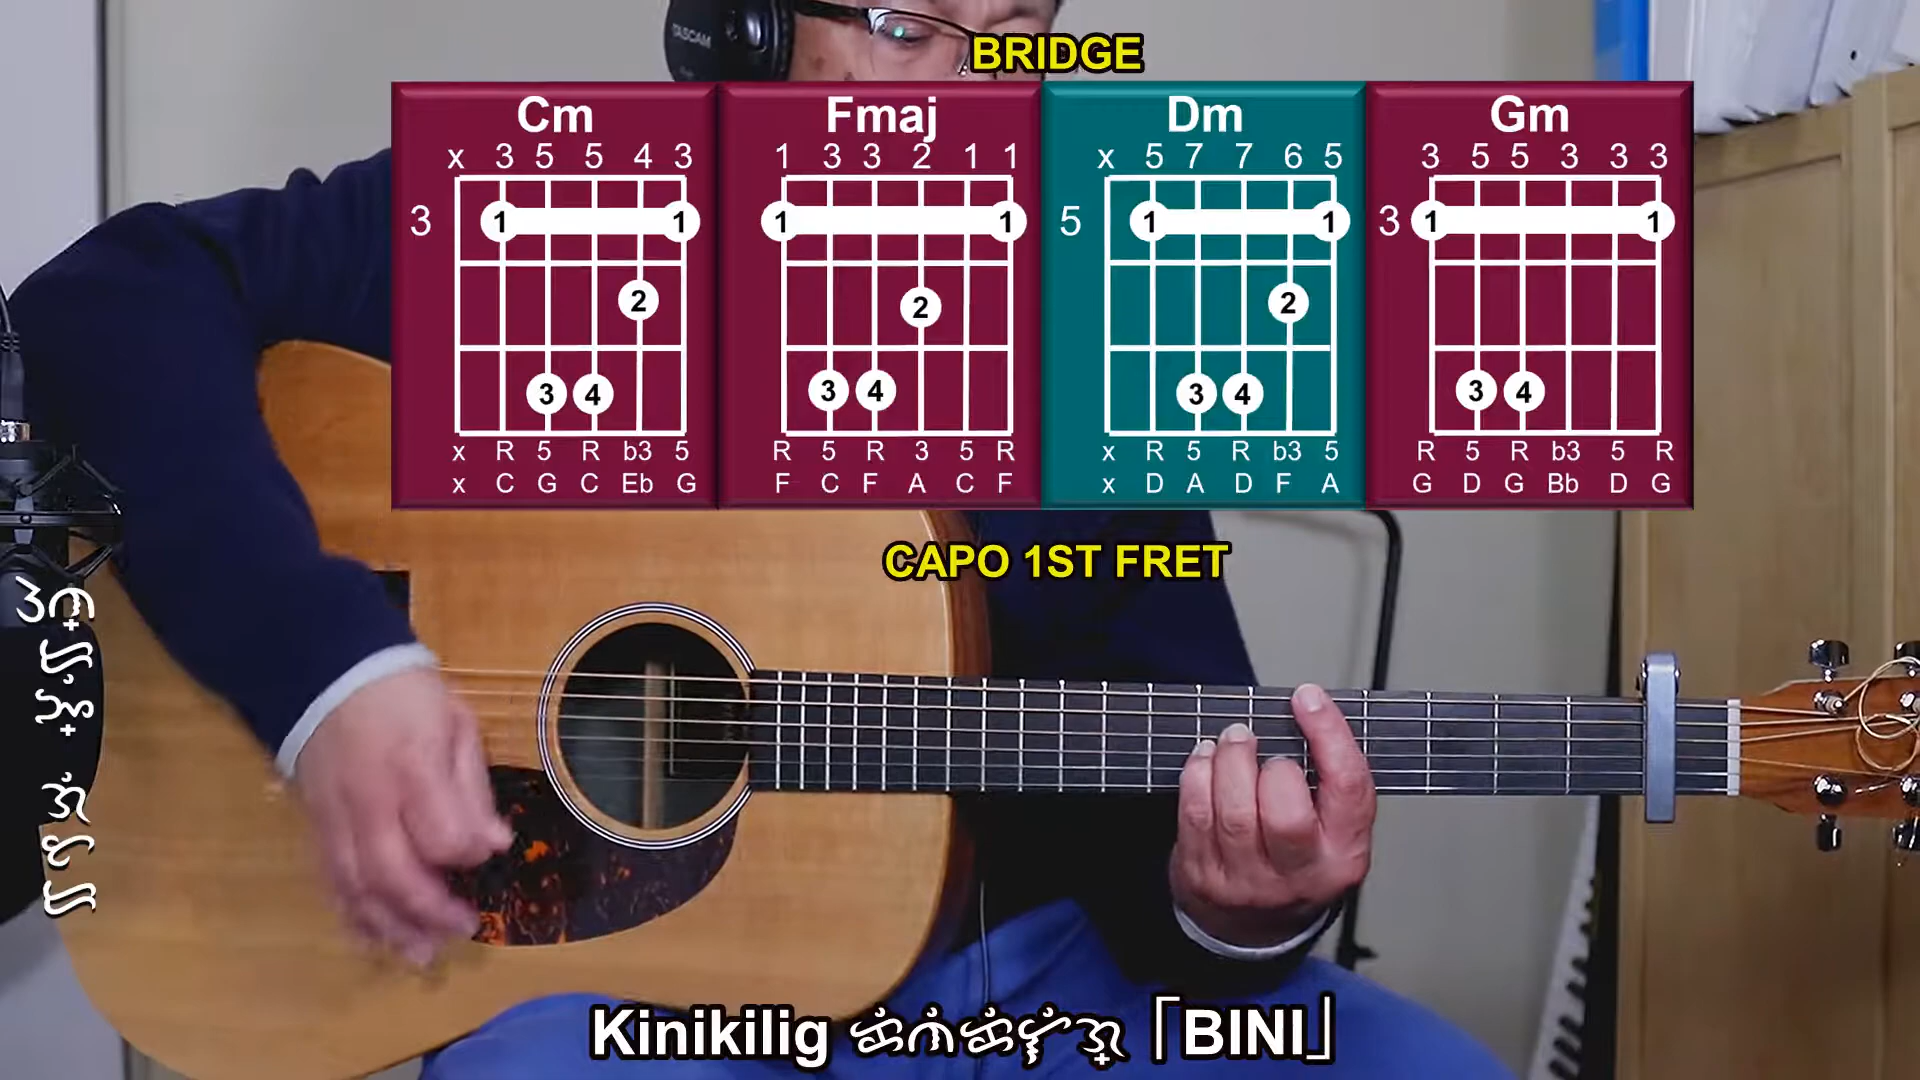 BRIDGE
Cm Fmaj Dm Gm
x 3 5 5 4 3 1 3 3 2 1 1 x 5 7 7 6 5 3 5 5 3 3 3
3 1 1 1 1 5 1 1 3 1 1
2 2 2
3 4 3 4 3 4 3 4
x R 5 R b3 5 R 5 R 3 5 R x R 5 R b3 5 R 5 R b3 5 R
x C G C Eb G F C F A C F x D A D F A G D G Bb D G
CAPO 1ST FRET
TASCAM
Kinikilig ᜃᜒᜈᜒᜃᜒᜎᜒᜄ᜔ 「BINI」